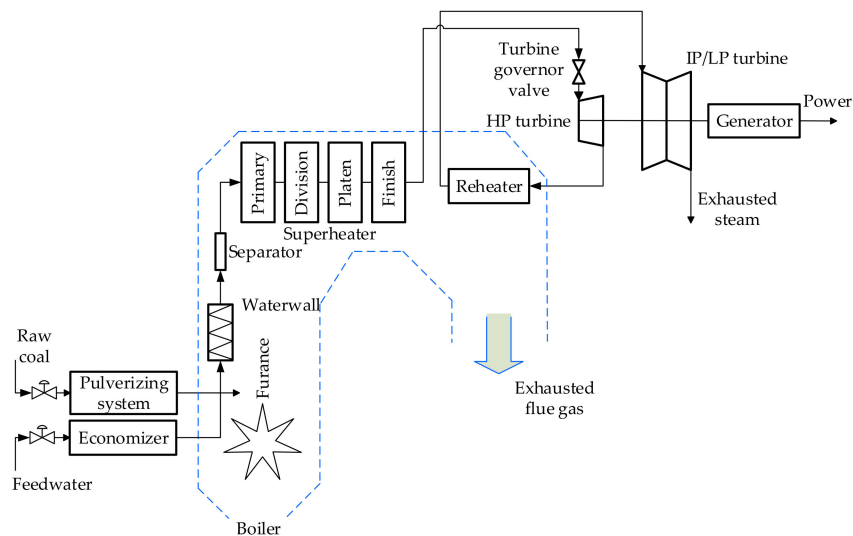 Turbine
governor
valve
IP/LP turbine
Power
HP turbine
Generator
Primary
Division
Platen
Finish
Reheater
Exhausted
steam
Superheater
Separator
Waterwall
Raw
coal
Furance
Pulverizing
system
Exhausted
flue gas
Economizer
Feedwater
Boiler